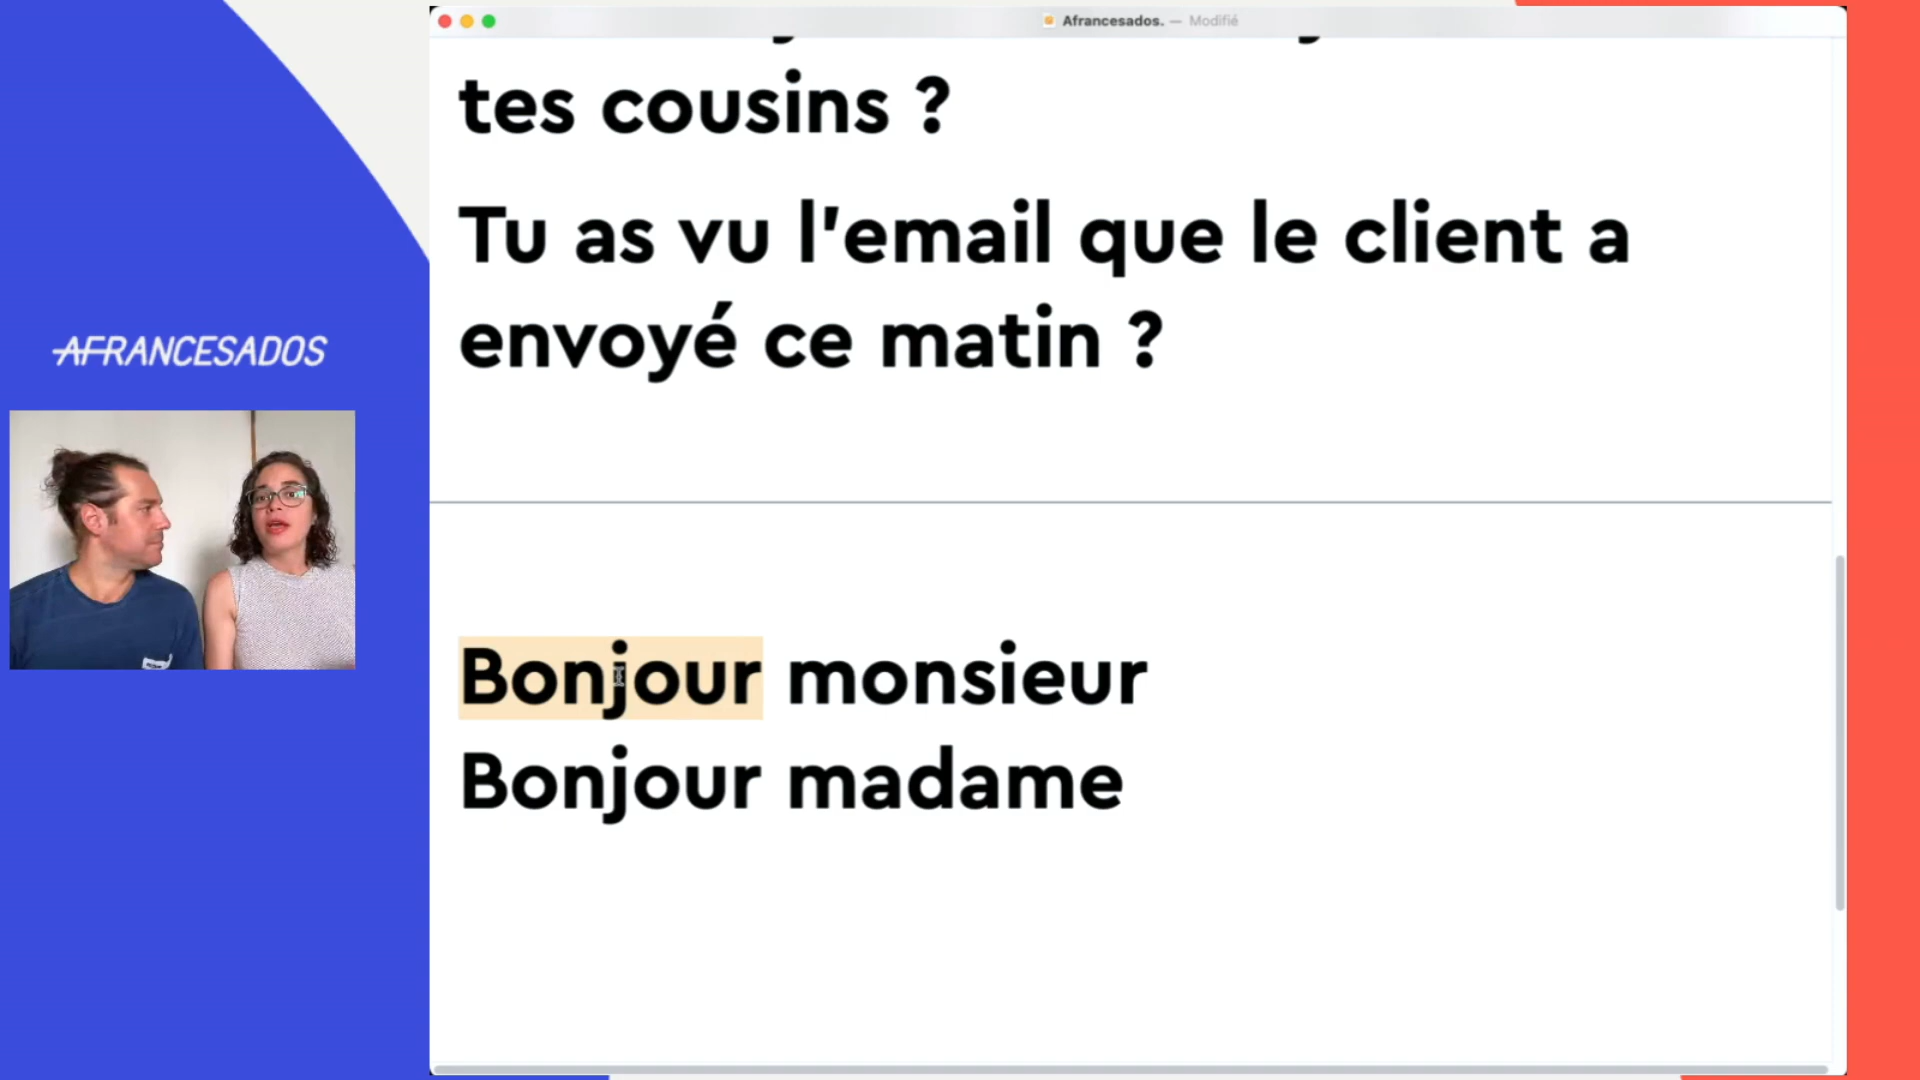 Afrancesados. — Modifié
tes cousins ?
Tu as vu l'email que le client a
envoyé ce matin ?
AFRANCESADOS
Bonjour monsieur
Bonjour madame